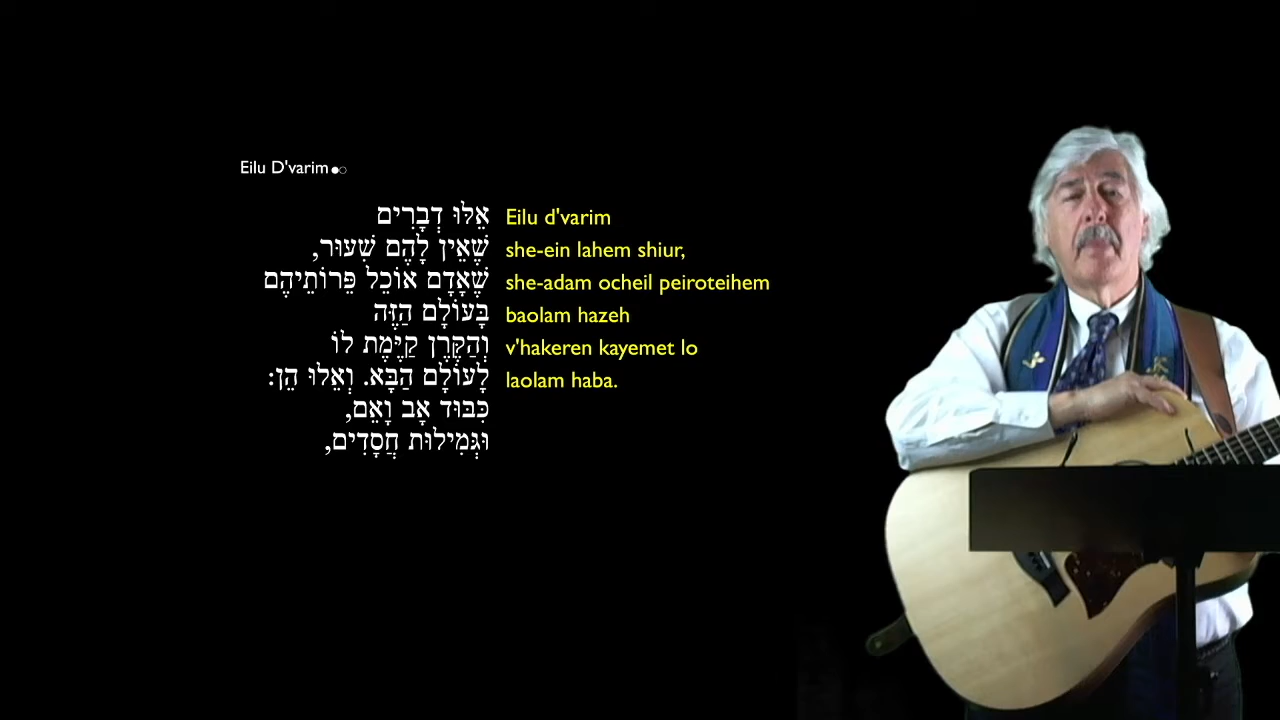 Eilu D'varim
אֵלּוּ דְבָרִים
שֶׁאֵין לָהֶם שִׁעוּר,
שֶׁאָדָם אוֹכֵל פֵּרוֹתֵיהֶם
בָּעוֹלָם הַזֶּה
וְהַקֶּרֶן קַיֶּמֶת לוֹ
לָעוֹלָם הַבָּא. וְאֵלוּ הֵן:
כִּבּוּד אָב וָאֵם,
וּגְּמִילוּת חֲסָדִים,
Eilu d'varim
she-ein lahem shiur,
she-adam ocheil peiroteihem
baolam hazeh
v'hakeren kayemet lo
laolam haba.